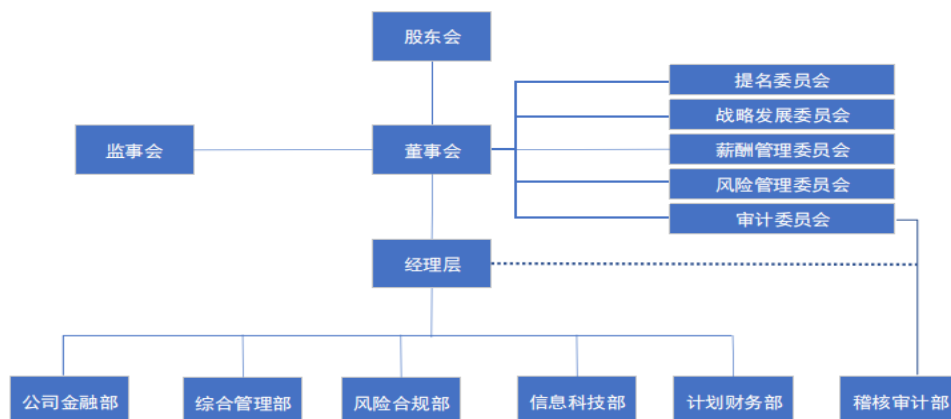 股东会
提名委员会
战略发展委员会
监事会
董事会
薪酬管理委员会
风险管理委员会
审计委员会
经理层
公司金融部
综合管理部
风险合规部
信息科技部
计划财务部
稽核审计部